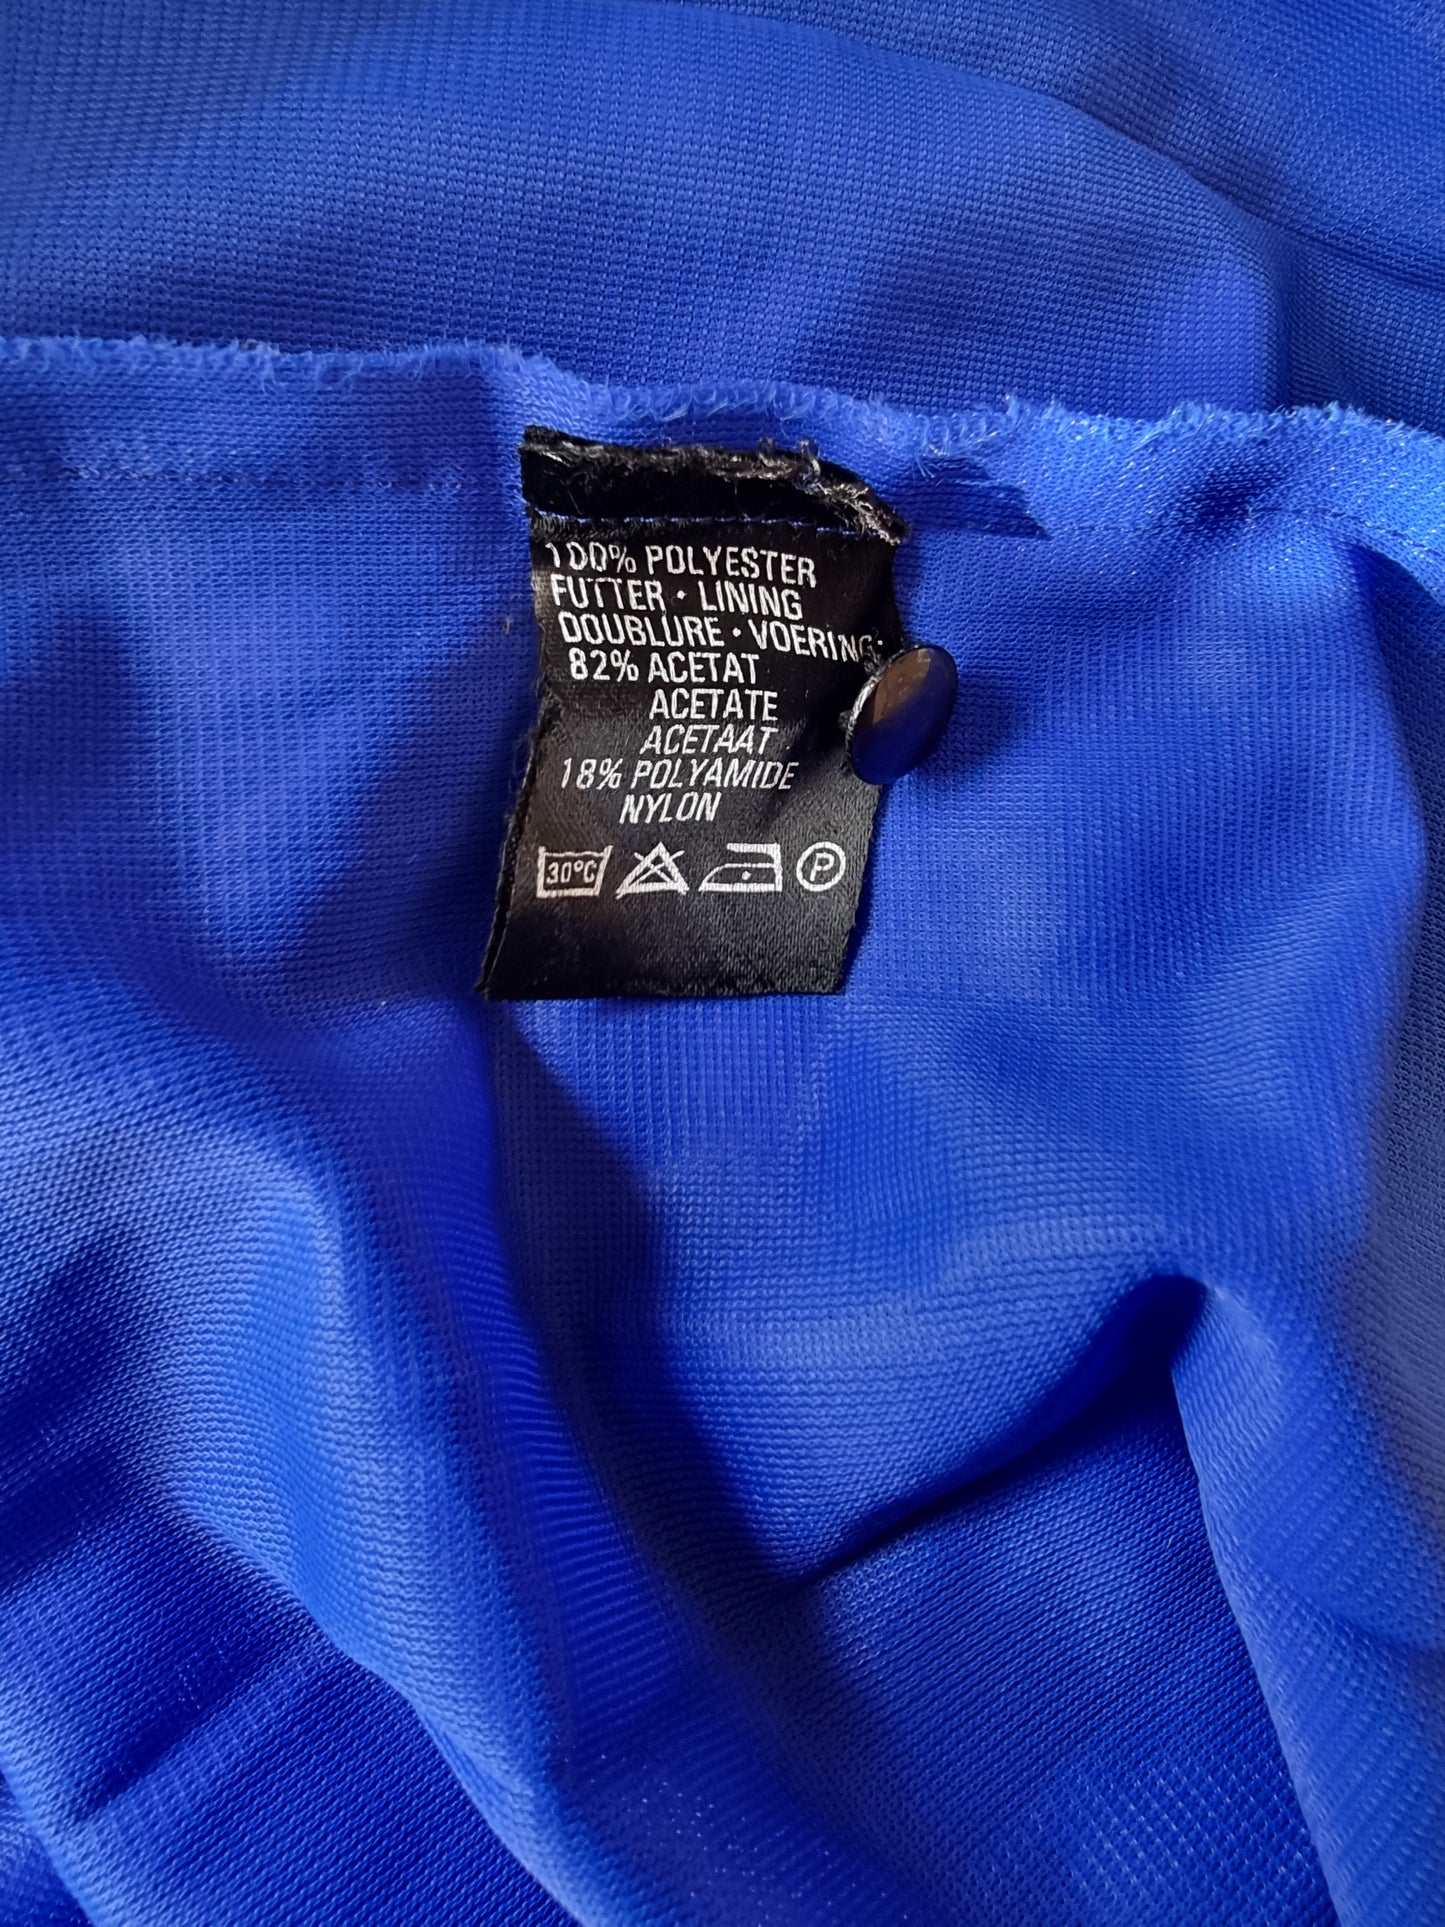 100% POLYESTER
FUTTER · LINING
DOUBLURE · VOERING:
82% ACETAT
ACETATE
ACETAAT
18% POLYAMIDE
NYLON
30°C P